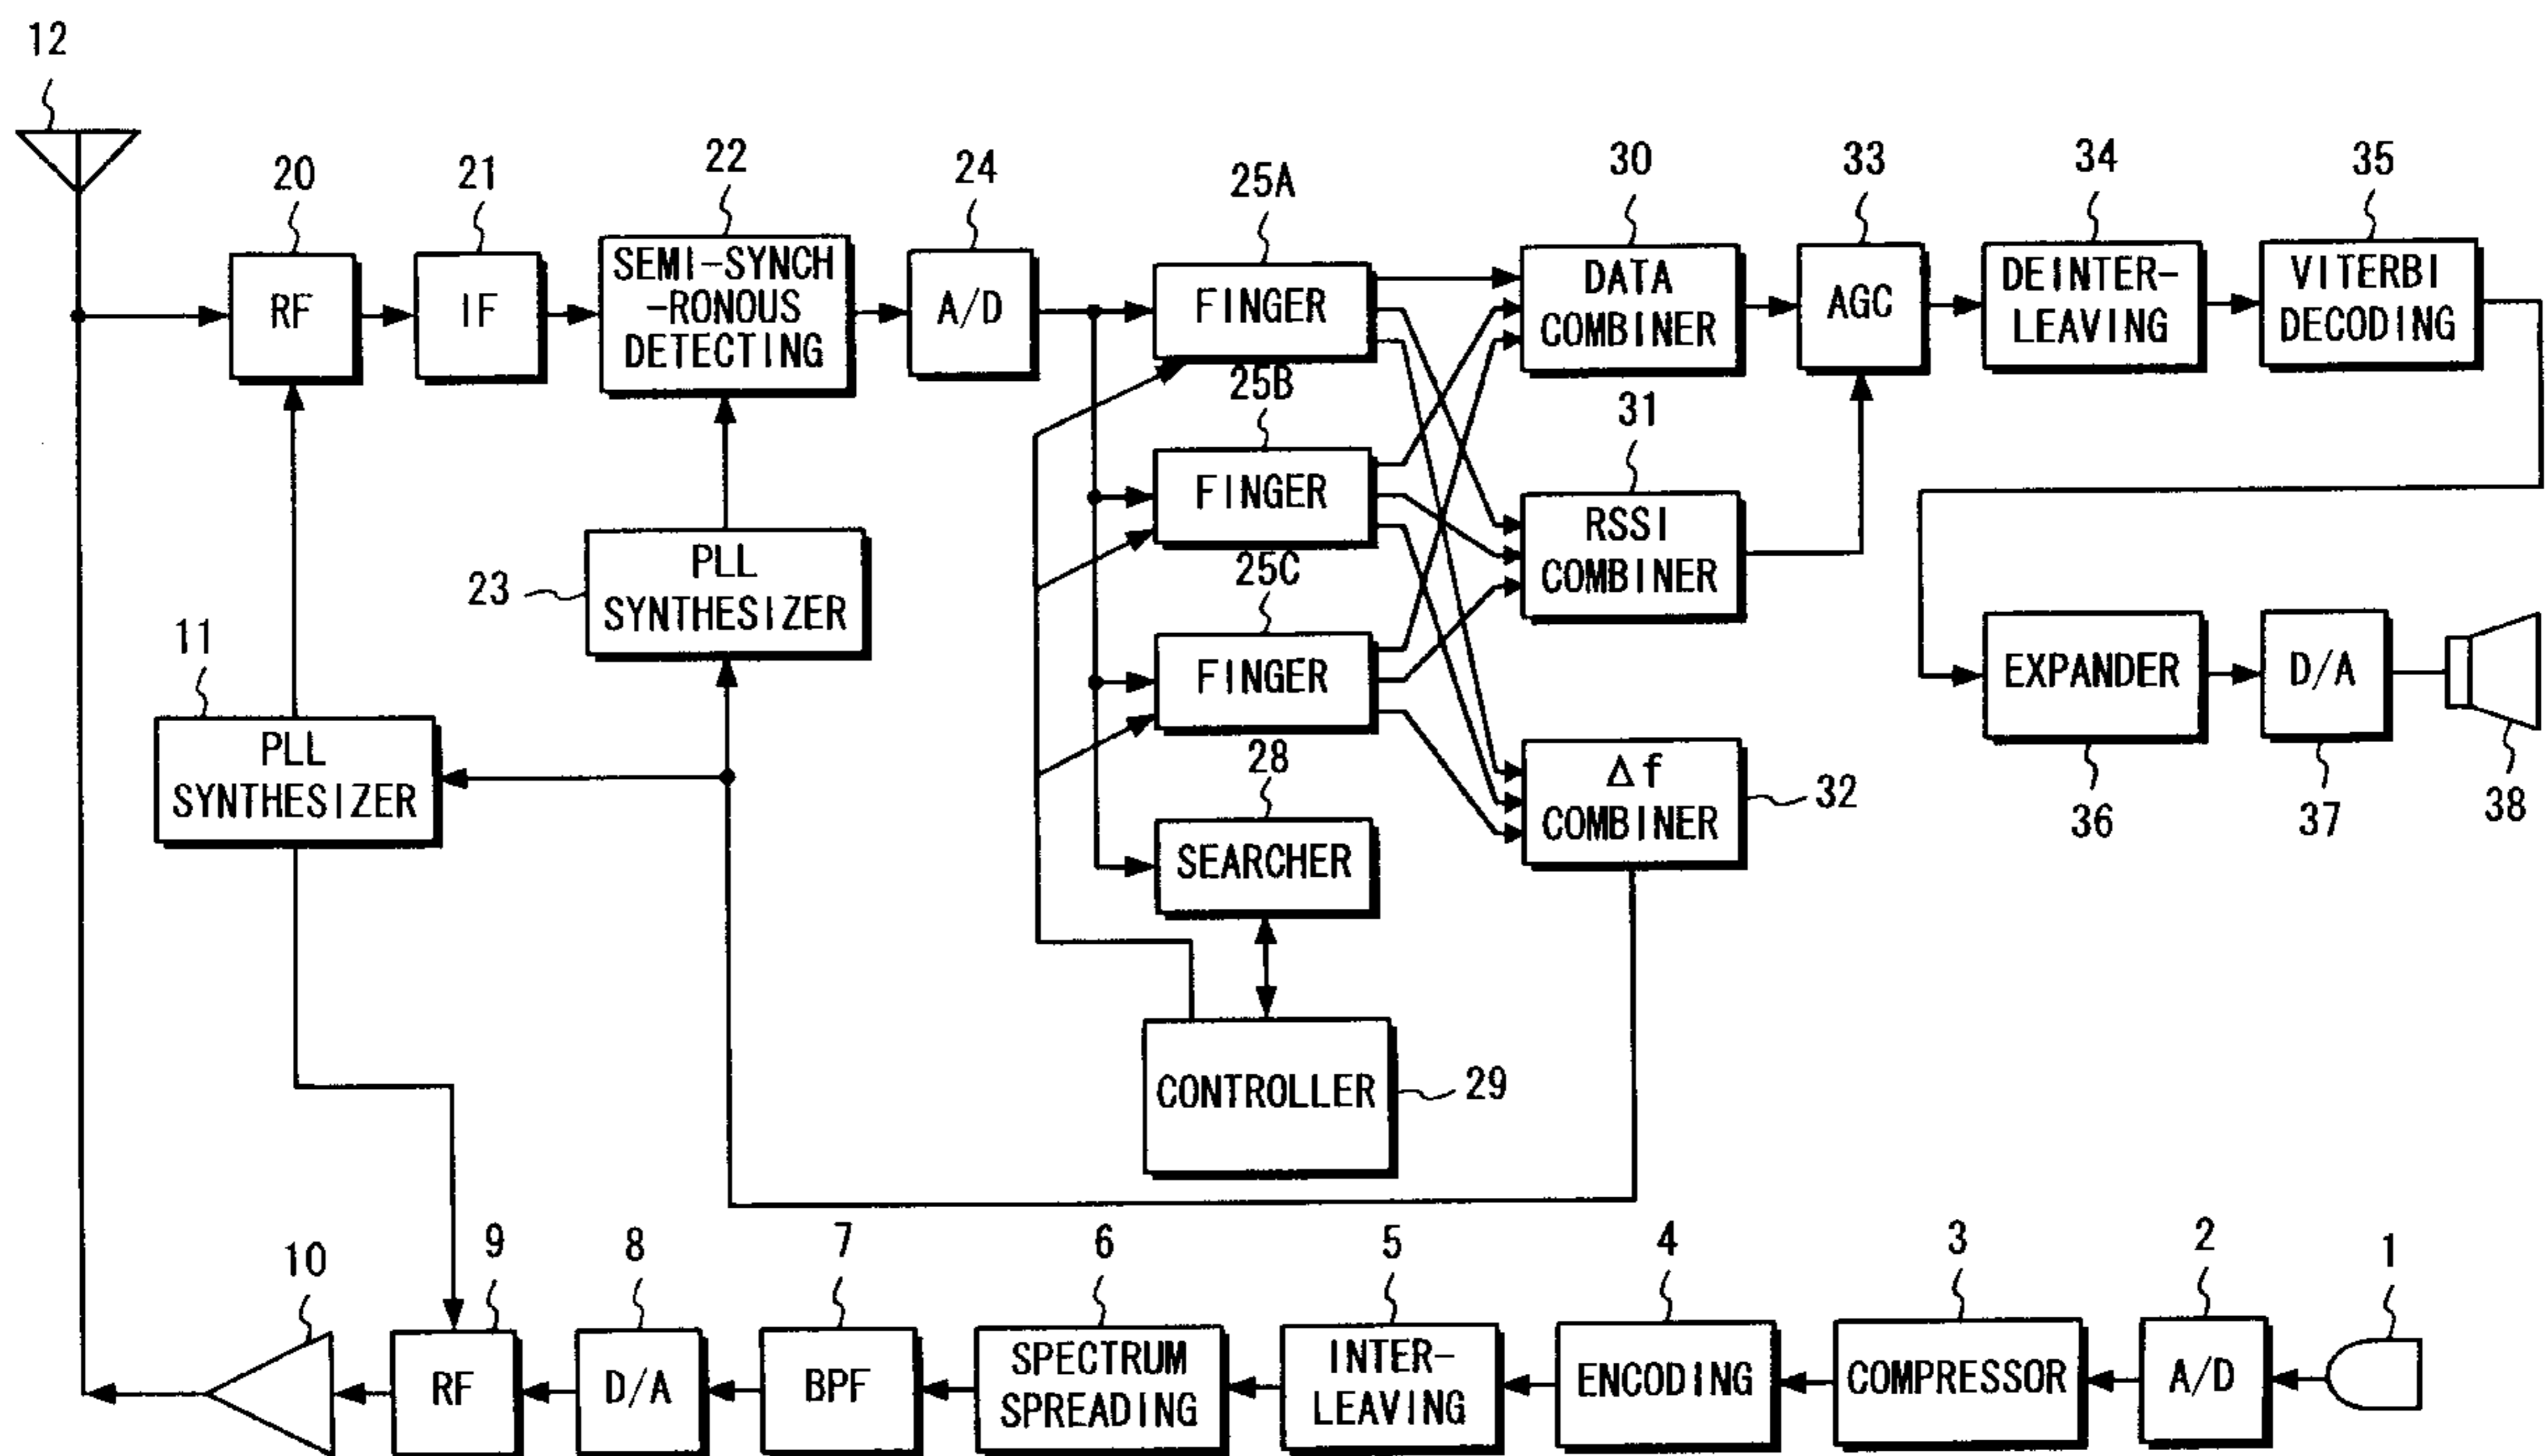 12
20
21
22
24
25A
30
33
34
35
RF
IF
SEMI-SYNCH
-RONOUS
DETECTING
A/D
FINGER
DATA
COMBINER
AGC
DEINTER-
LEAVING
VITERBI
DECODING
25B
FINGER
31
RSSI
COMBINER
23
PLL
SYNTHESIZER
25C
FINGER
11
PLL
SYNTHESIZER
EXPANDER
D/A
36
37
38
28
SEARCHER
Δf
COMBINER
32
CONTROLLER
29
10
9
8
7
6
5
4
3
2
1
RF
D/A
BPF
SPECTRUM
SPREADING
INTER-
LEAVING
ENCODING
COMPRESSOR
A/D